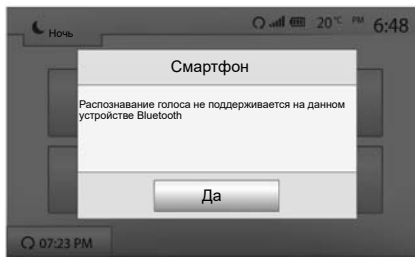 Ночь
20°C PM 6:48
Смартфон
Распознавание голоса не поддерживается на данном
устройстве Bluetooth
Да
07:23 PM